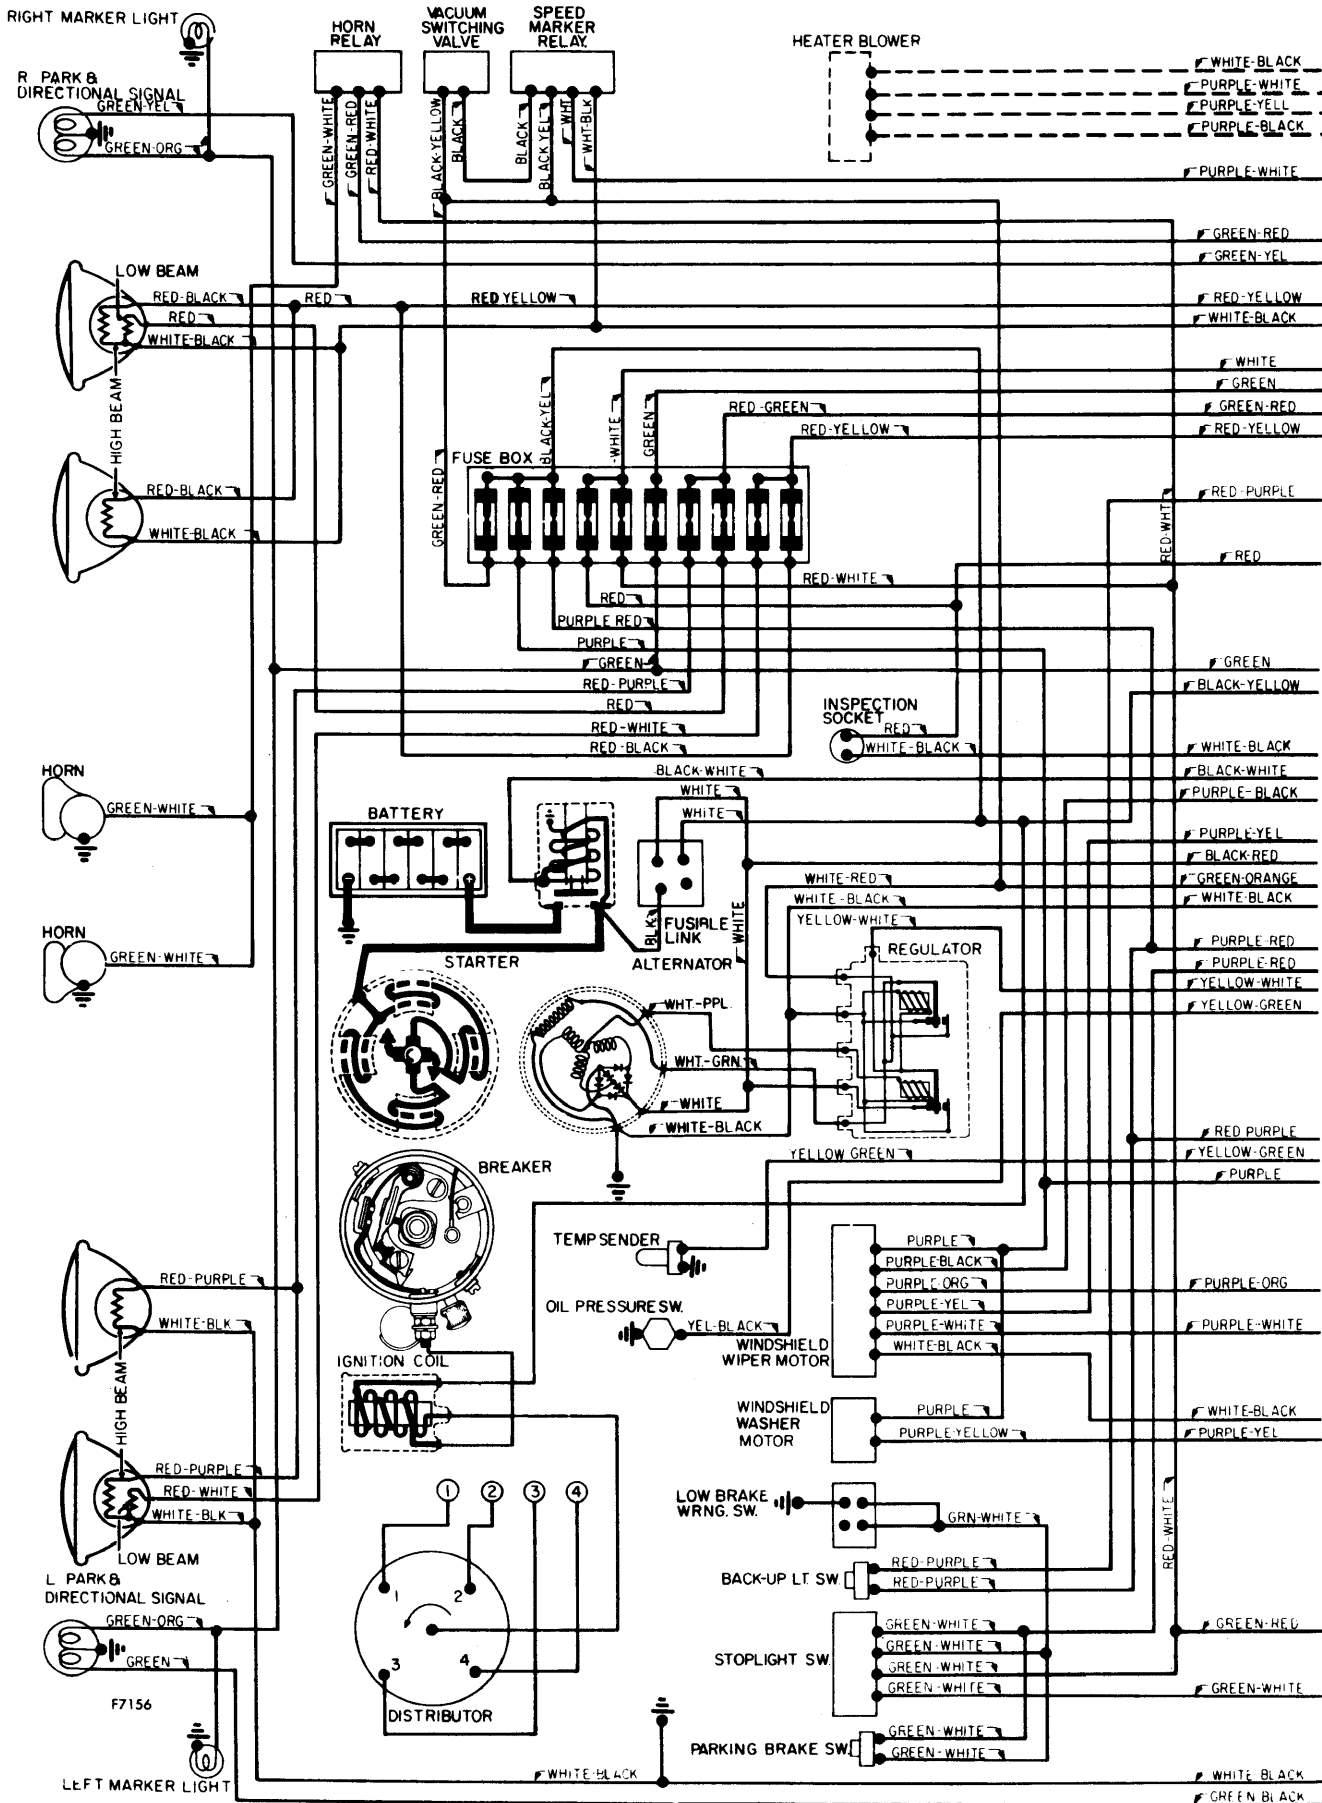 RIGHT MARKER LIGHT
R PARK &
DIRECTIONAL SIGNAL
GREEN-YEL
GREEN-ORG
HORN
RELAY
VACUUM
SWITCHING
VALVE
SPEED
MARKER
RELAY
HEATER BLOWER
WHITE-BLACK
PURPLE-WHITE
PURPLE-YELL
PURPLE-BLACK
PURPLE-WHITE
GREEN-WHITE
GREEN-RED
RED-WHITE
BLACK-YELLOW
BLACK
BLACK
BLACK YEL
WHT
WHT-BLK
GREEN-RED
GREEN-YEL
LOW BEAM
RED-BLACK
RED
RED YELLOW
RED-YELLOW
RED
WHITE-BLACK
WHITE-BLACK
HIGH BEAM
WHITE
GREEN
RED-GREEN
GREEN-RED
RED-YELLOW
RED-YELLOW
BLACK-YEL
WHITE
GREEN
FUSE BOX
GREEN-RED
RED-BLACK
WHITE-BLACK
RED-PURPLE
RED-WHT
RED
RED-WHITE
RED
PURPLE RED
PURPLE
GREEN
GREEN
RED-PURPLE
BLACK-YELLOW
RED
RED-WHITE
RED-BLACK
INSPECTION
SOCKET
RED
WHITE-BLACK
WHITE-BLACK
BLACK-WHITE
BLACK-WHITE
HORN
GREEN-WHITE
BATTERY
WHITE
WHITE
PURPLE-BLACK
PURPLE-YEL
BLACK-RED
WHITE-RED
GREEN-ORANGE
WHITE-BLACK
WHITE-BLACK
YELLOW-WHITE
BLK
FUSIBLE
LINK
WHITE
HORN
GREEN-WHITE
STARTER
ALTERNATOR
REGULATOR
PURPLE-RED
PURPLE-RED
YELLOW-WHITE
YELLOW-GREEN
WHT-PPL
WHT-GRN
WHITE
WHITE-BLACK
RED PURPLE
YELLOW GREEN
YELLOW-GREEN
PURPLE
BREAKER
TEMP SENDER
PURPLE
PURPLE-BLACK
PURPLE-ORG
PURPLE-ORG
PURPLE-YEL
PURPLE-WHITE
PURPLE-WHITE
WHITE-BLACK
WINDSHIELD
WIPER MOTOR
OIL PRESSURE SW.
YEL-BLACK
RED-PURPLE
WHITE-BLK
HIGH BEAM
IGNITION COIL
WINDSHIELD
WASHER
MOTOR
PURPLE
PURPLE-YELLOW
WHITE-BLACK
PURPLE-YEL
RED-PURPLE
RED-WHITE
WHITE-BLK
LOW BEAM
1
2
3
4
LOW BRAKE
WRNG. SW.
GRN-WHITE
RED-WHITE
BACK-UP LT. SW.
RED-PURPLE
RED-PURPLE
L PARK &
DIRECTIONAL SIGNAL
GREEN-ORG
GREEN
1
2
3
4
DISTRIBUTOR
STOPLIGHT SW.
GREEN-WHITE
GREEN-WHITE
GREEN-WHITE
GREEN-WHITE
GREEN-RED
GREEN-WHITE
F7156
PARKING BRAKE SW.
GREEN-WHITE
GREEN-WHITE
LEFT MARKER LIGHT
WHITE-BLACK
WHITE BLACK
GREEN BLACK